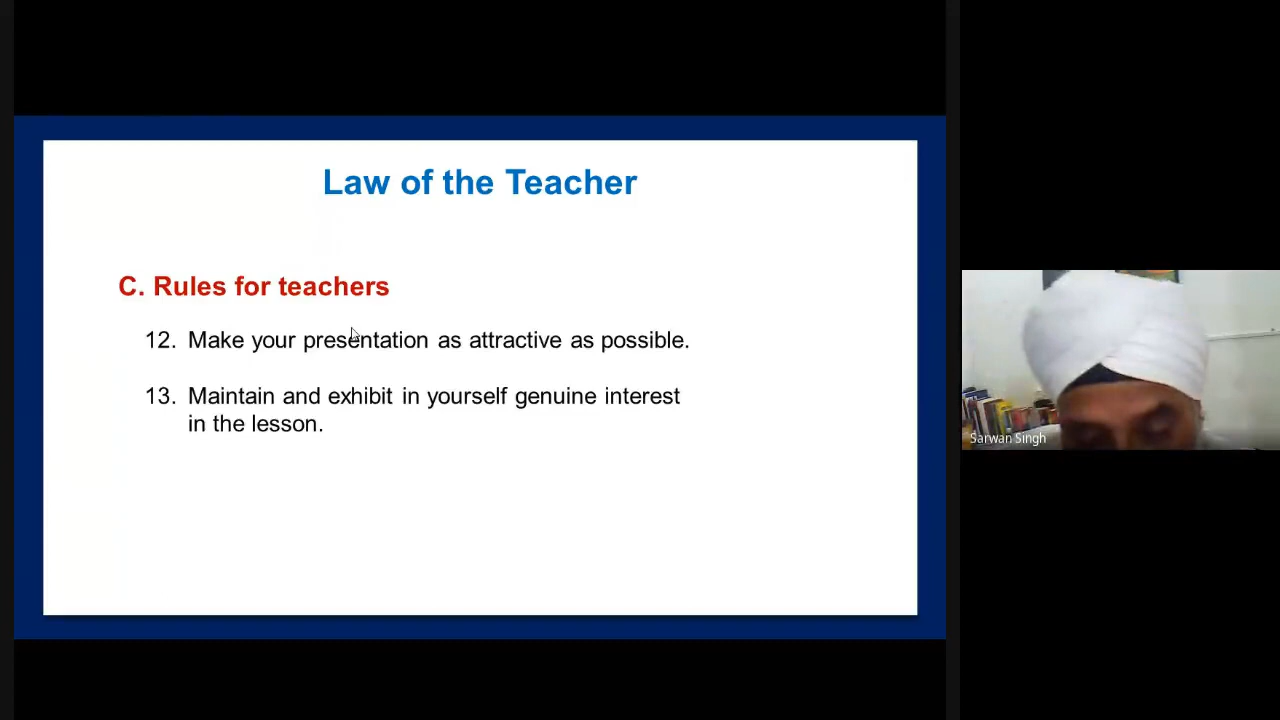 Law of the Teacher
C. Rules for teachers
12. Make your presentation as attractive as possible.
13. Maintain and exhibit in yourself genuine interest
in the lesson.
Sarwan Singh